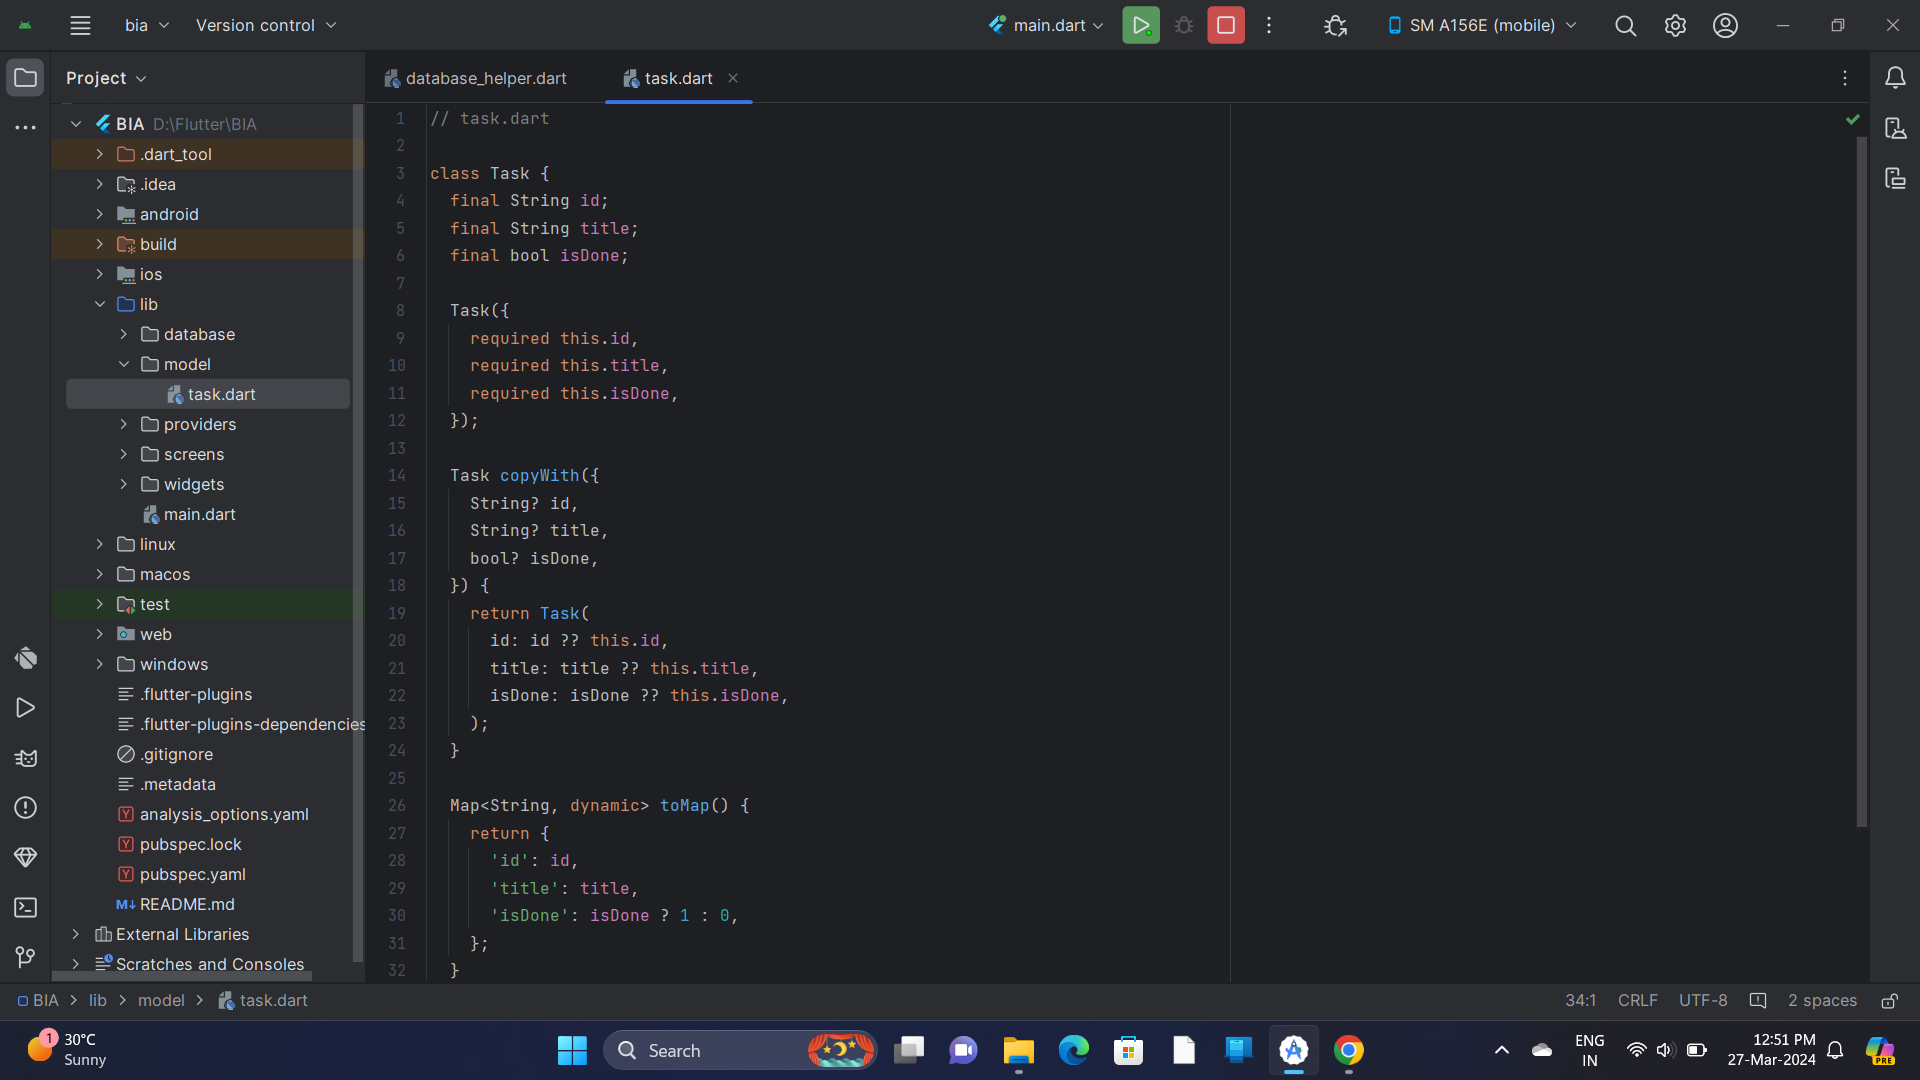 bia
Version control
main.dart
SM A156E (mobile)
Project
database_helper.dart
task.dart
BIA D:\Flutter\BIA
.dart_tool
.idea
android
build
ios
lib
database
model
task.dart
providers
screens
widgets
main.dart
linux
macos
test
web
windows
.flutter-plugins
.flutter-plugins-dependencies
.gitignore
.metadata
analysis_options.yaml
pubspec.lock
pubspec.yaml
M↓ README.md
External Libraries
Scratches and Consoles
1 // task.dart
2
3 class Task {
4   final String id;
5   final String title;
6   final bool isDone;
7
8   Task({
9     required this.id,
10     required this.title,
11     required this.isDone,
12   });
13
14   Task copyWith({
15     String? id,
16     String? title,
17     bool? isDone,
18   }) {
19     return Task(
20       id: id ?? this.id,
21       title: title ?? this.title,
22       isDone: isDone ?? this.isDone,
23     );
24   }
25
26   Map<String, dynamic> toMap() {
27     return {
28       'id': id,
29       'title': title,
30       'isDone': isDone ? 1 : 0,
31     };
32   }
BIA > lib > model > task.dart
34:1 CRLF UTF-8 2 spaces
1
30°C
Sunny
Search
ENG
IN
12:51 PM
27-Mar-2024
PRE